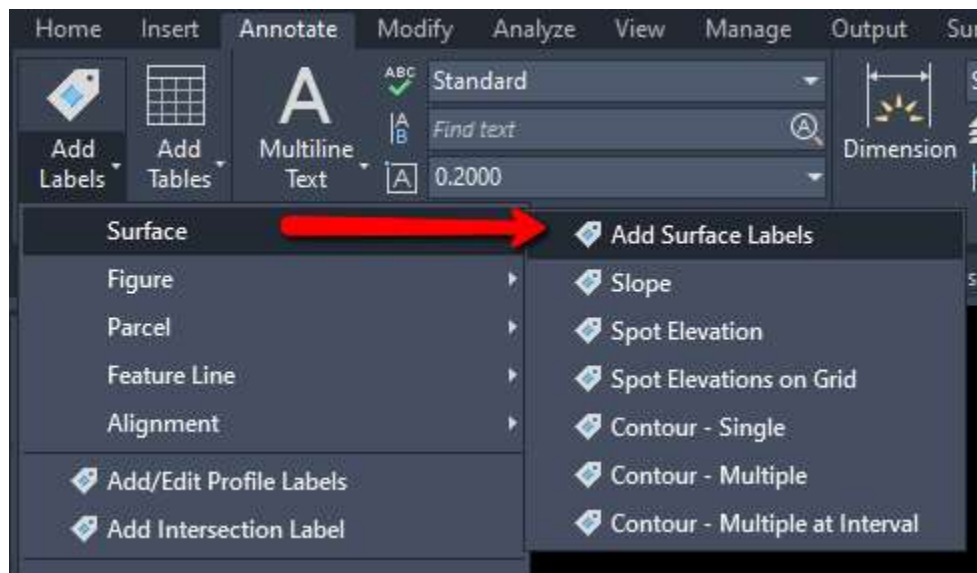 Home Insert Annotate Modify Analyze View Manage Output
Add
Labels
Add
Tables
A
Multiline
Text
ABC
Standard
A
B
Find text
A
A
0.2000
Dimension
Surface
Figure
Parcel
Feature Line
Alignment
Add/Edit Profile Labels
Add Intersection Label
Add Surface Labels
Slope
Spot Elevation
Spot Elevations on Grid
Contour - Single
Contour - Multiple
Contour - Multiple at Interval